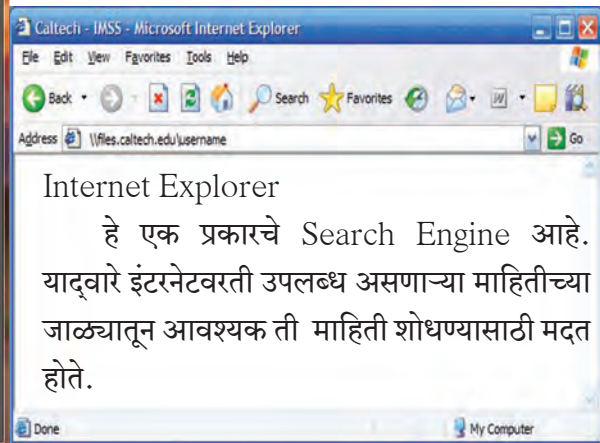 Caltech - IMSS - Microsoft Internet Explorer
File Edit View Favorites Tools Help
Back Search Favorites
Address \\files.caltech.edu\username Go
Internet Explorer
हे एक प्रकारचे Search Engine आहे.
याद्वारे इंटरनेटवरती उपलब्ध असणाऱ्या माहितीच्या
जाळ्यातून आवश्यक ती माहिती शोधण्यासाठी मदत
होते.
Done My Computer